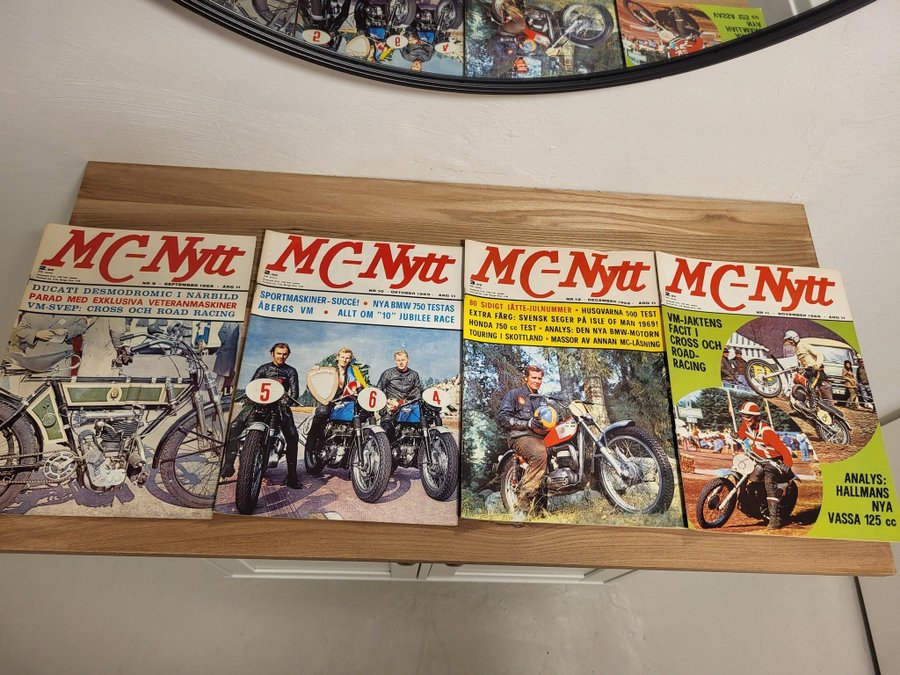 MC-Nytt
SEPTEMBER 1969 ÅRG 11
DUCATI DESMODROMIC I NÄRBILD
PARAD MED EXKLUSIVA VETERANMASKINER
VM-SVEP: CROSS OCH ROAD RACING
MC-Nytt
NR 10 - OKTOBER 1969 ÅRG 11
SPORTMASKINER-SUCCÉ! • NYA BMW 750 TESTAS
ÅBERGS VM • ALLT OM "10" JUBILEE RACE
5
6
4
MC-Nytt
NR 12 - DECEMBER 1969 ÅRG 11
80 SIDIGT JÄTTE-JULNUMMER • HUSQVARNA 500 TEST
EXTRA FÄRG: SVENSK SEGER PÅ ISLE OF MAN 1969!
HONDA 750 cc TEST • ANALYS: DEN NYA BMW-MOTORN
TOURING I SKOTTLAND • MASSOR AV ANNAN MC-LÄSNING
MC-Nytt
NR 11 - NOVEMBER 1969 ÅRG 11
VM-JAKTENS
FACIT I
CROSS OCH
ROAD-
RACING
ANALYS:
HALLMANS
NYA
VASSA 125 cc